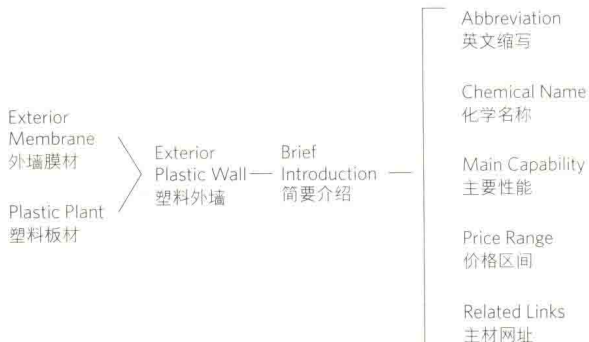 Exterior
Membrane
外墙膜材
Plastic Plant
塑料板材
Exterior
Plastic Wall
塑料外墙
Brief
Introduction
简要介绍
Abbreviation
英文缩写
Chemical Name
化学名称
Main Capability
主要性能
Price Range
价格区间
Related Links
主材网址